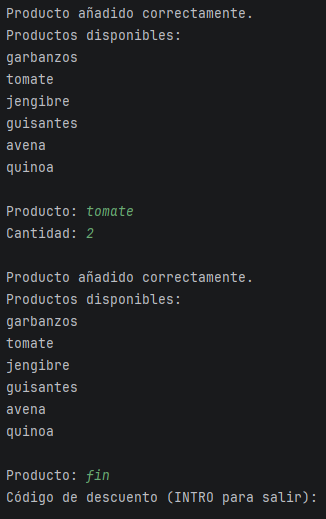 Producto añadido correctamente.
Productos disponibles:
garbanzos
tomate
jengibre
guisantes
avena
quinoa
Producto: tomate
Cantidad: 2
Producto añadido correctamente.
Productos disponibles:
garbanzos
tomate
jengibre
guisantes
avena
quinoa
Producto: fin
Código de descuento (INTRO para salir):